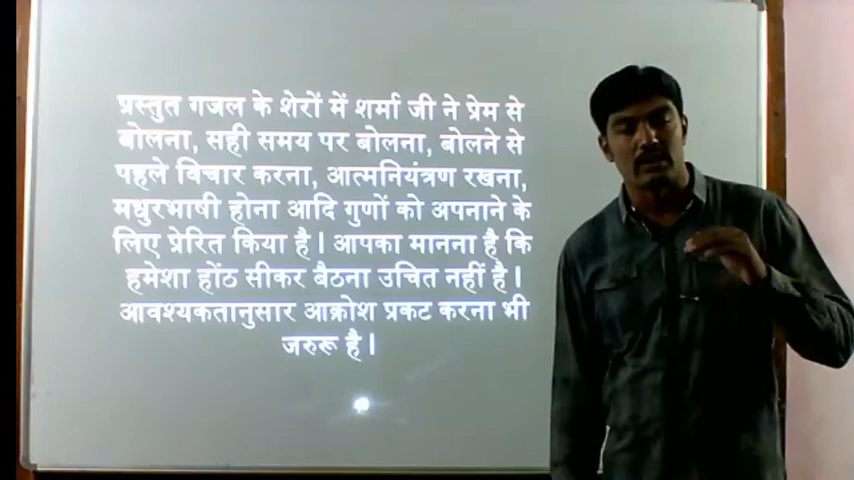 प्रस्तुत गजल के शेरों में शर्मा जी ने प्रेम से
बोलना, सही समय पर बोलना, बोलने से
पहले विचार करना, आत्मनियंत्रण रखना,
मधुरभाषी होना आदि गुणों को अपनाने के
लिए प्रेरित किया है। आपका मानना है कि
हमेशा होंठ सीकर बैठना उचित नहीं है।
आवश्यकतानुसार आक्रोश प्रकट करना भी
जरुरू है।